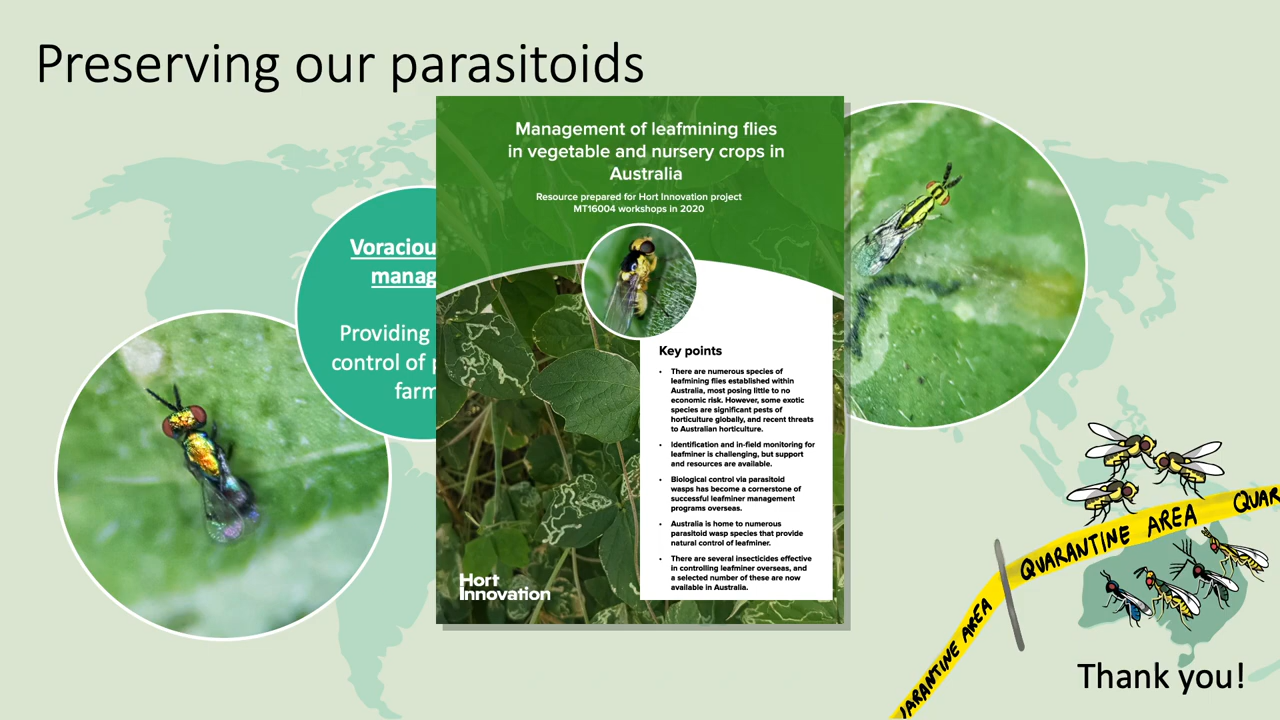 Preserving our parasitoids
Management of leafmining flies
in vegetable and nursery crops in
Australia
Resource prepared for Hort Innovation project
MT16004 workshops in 2020
manag
Providing
control of
farm
Key points
• There are numerous species of
leafmining flies established within
Australia, most posing little to no
economic risk. However, some exotic
species are significant pests of
horticulture globally, and recent threats
to Australian horticulture.
• Identification and in-field monitoring for
leafminer is challenging, but support
and resources are available.
• Biological control via parasitoid
wasps has become a cornerstone of
successful leafminer management
programs overseas.
• Australia is home to numerous
parasitoid wasp species that provide
natural control of leafminer.
• There are several insecticides effective
in controlling leafminer overseas, and
a selected number of these are now
available in Australia.
Hort
Innovation
QUARANTINE AREA QUAR
ARANTINE AREA
Thank you!